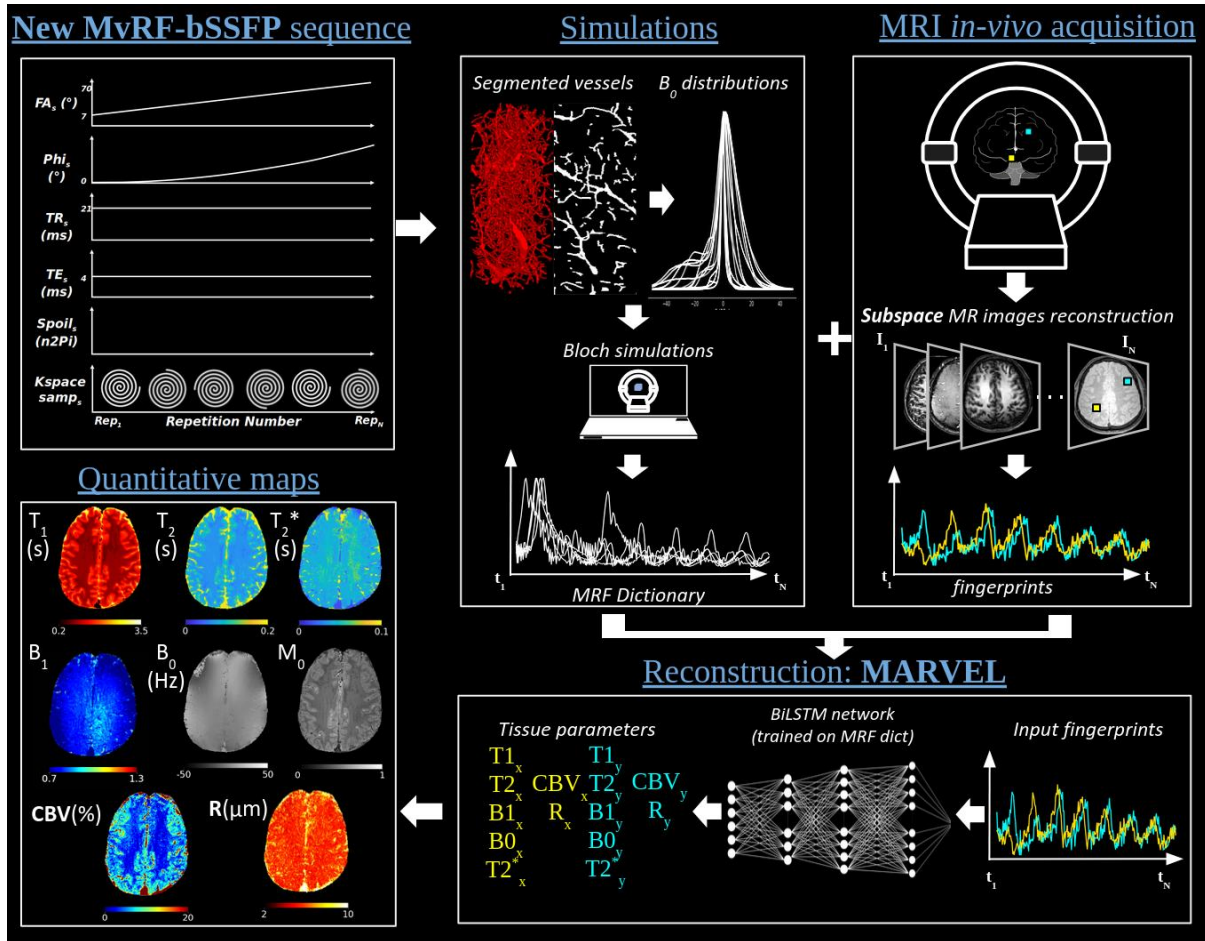 New MvRF-bSSFP sequence
FAs (°)
70
7
Phis
(°)
0
TRs
(ms)
21
TEs
(ms)
4
Spoils
(n2Pi)
Kspace
samps
Rep1
Repetition Number
RepN
Simulations
Segmented vessels
B0 distributions
-40 -20 0 20 40
Bloch simulations
t1
tN
MRF Dictionary
MRI in-vivo acquisition
Subspace MR images reconstruction
I1
IN
...
t1
tN
fingerprints
Quantitative maps
T1
(s)
T2
(s)
T2*
(s)
0.2 3.5
0 0.2
0 0.1
B1
B0
(Hz)
M0
0.7 1.3
-50 50
0 1
CBV(%)
R(μm)
0 20
2 10
Reconstruction: MARVEL
Tissue parameters
T1x
T2x
B1x
B0x
T2*x
CBVx
Rx
T1y
T2y
B1y
B0y
T2*y
CBVy
Ry
BiLSTM network
(trained on MRF dict)
Input fingerprints
t1
tN